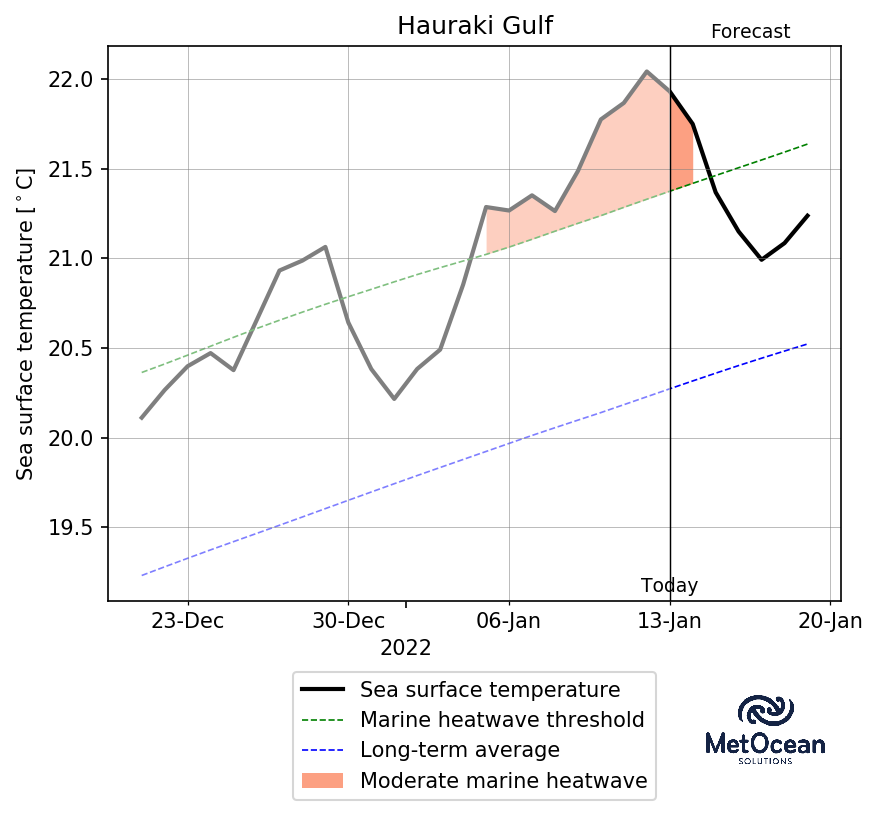 Hauraki Gulf
Forecast
Sea surface temperature [°C]
22.0
21.5
21.0
20.5
20.0
19.5
Today
23-Dec 30-Dec 06-Jan 13-Jan 20-Jan
2022
Sea surface temperature
Marine heatwave threshold
Long-term average
Moderate marine heatwave
MetOcean
SOLUTIONS